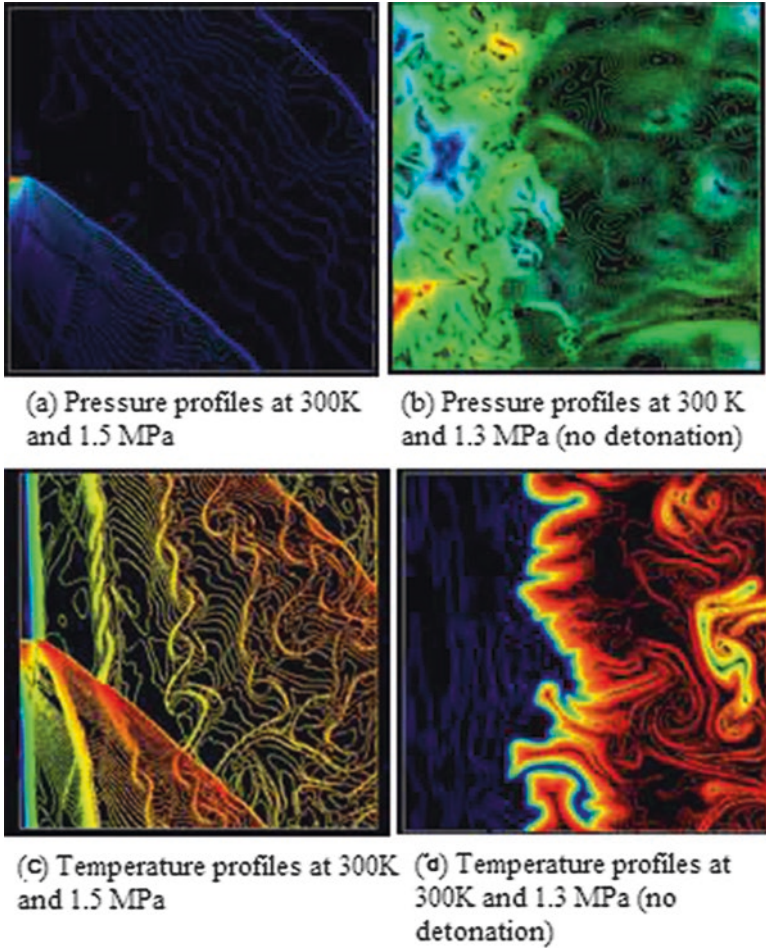 (a) Pressure profiles at 300K
and 1.5 MPa
(b) Pressure profiles at 300 K
and 1.3 MPa (no detonation)
(c) Temperature profiles at 300K
and 1.5 MPa
(d) Temperature profiles at
300K and 1.3 MPa (no
detonation)